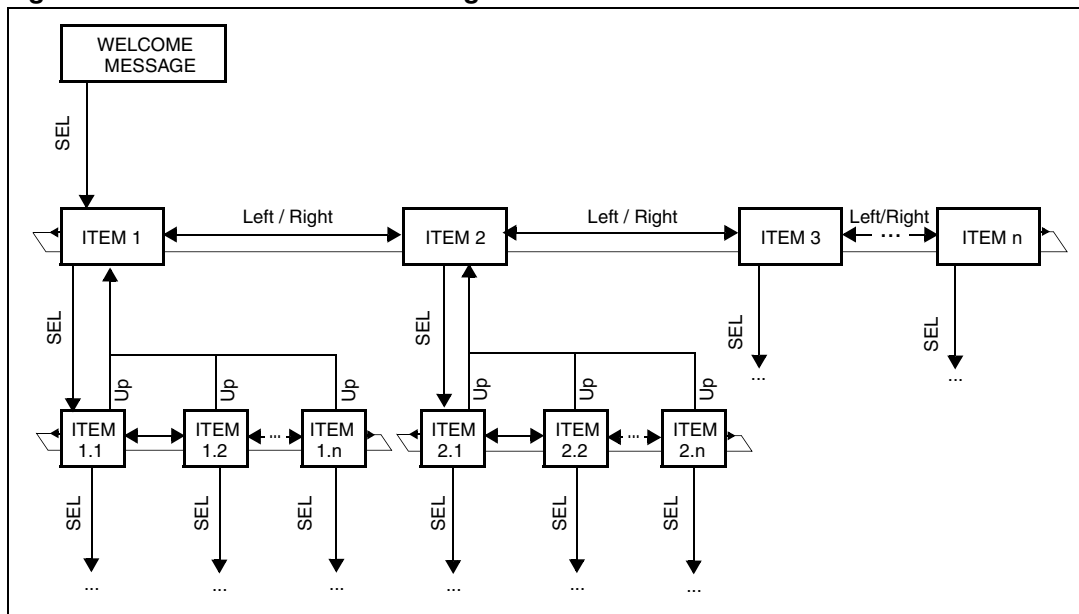 WELCOME
MESSAGE
SEL
ITEM 1
Left / Right
ITEM 2
Left / Right
ITEM 3
Left/Right
...
ITEM n
SEL
SEL
SEL
SEL
...
...
Up
Up
Up
Up
Up
Up
ITEM
1.1
ITEM
1.2
...
ITEM
1.n
ITEM
2.1
ITEM
2.2
...
ITEM
2.n
SEL
SEL
SEL
SEL
SEL
SEL
...
...
...
...
...
...